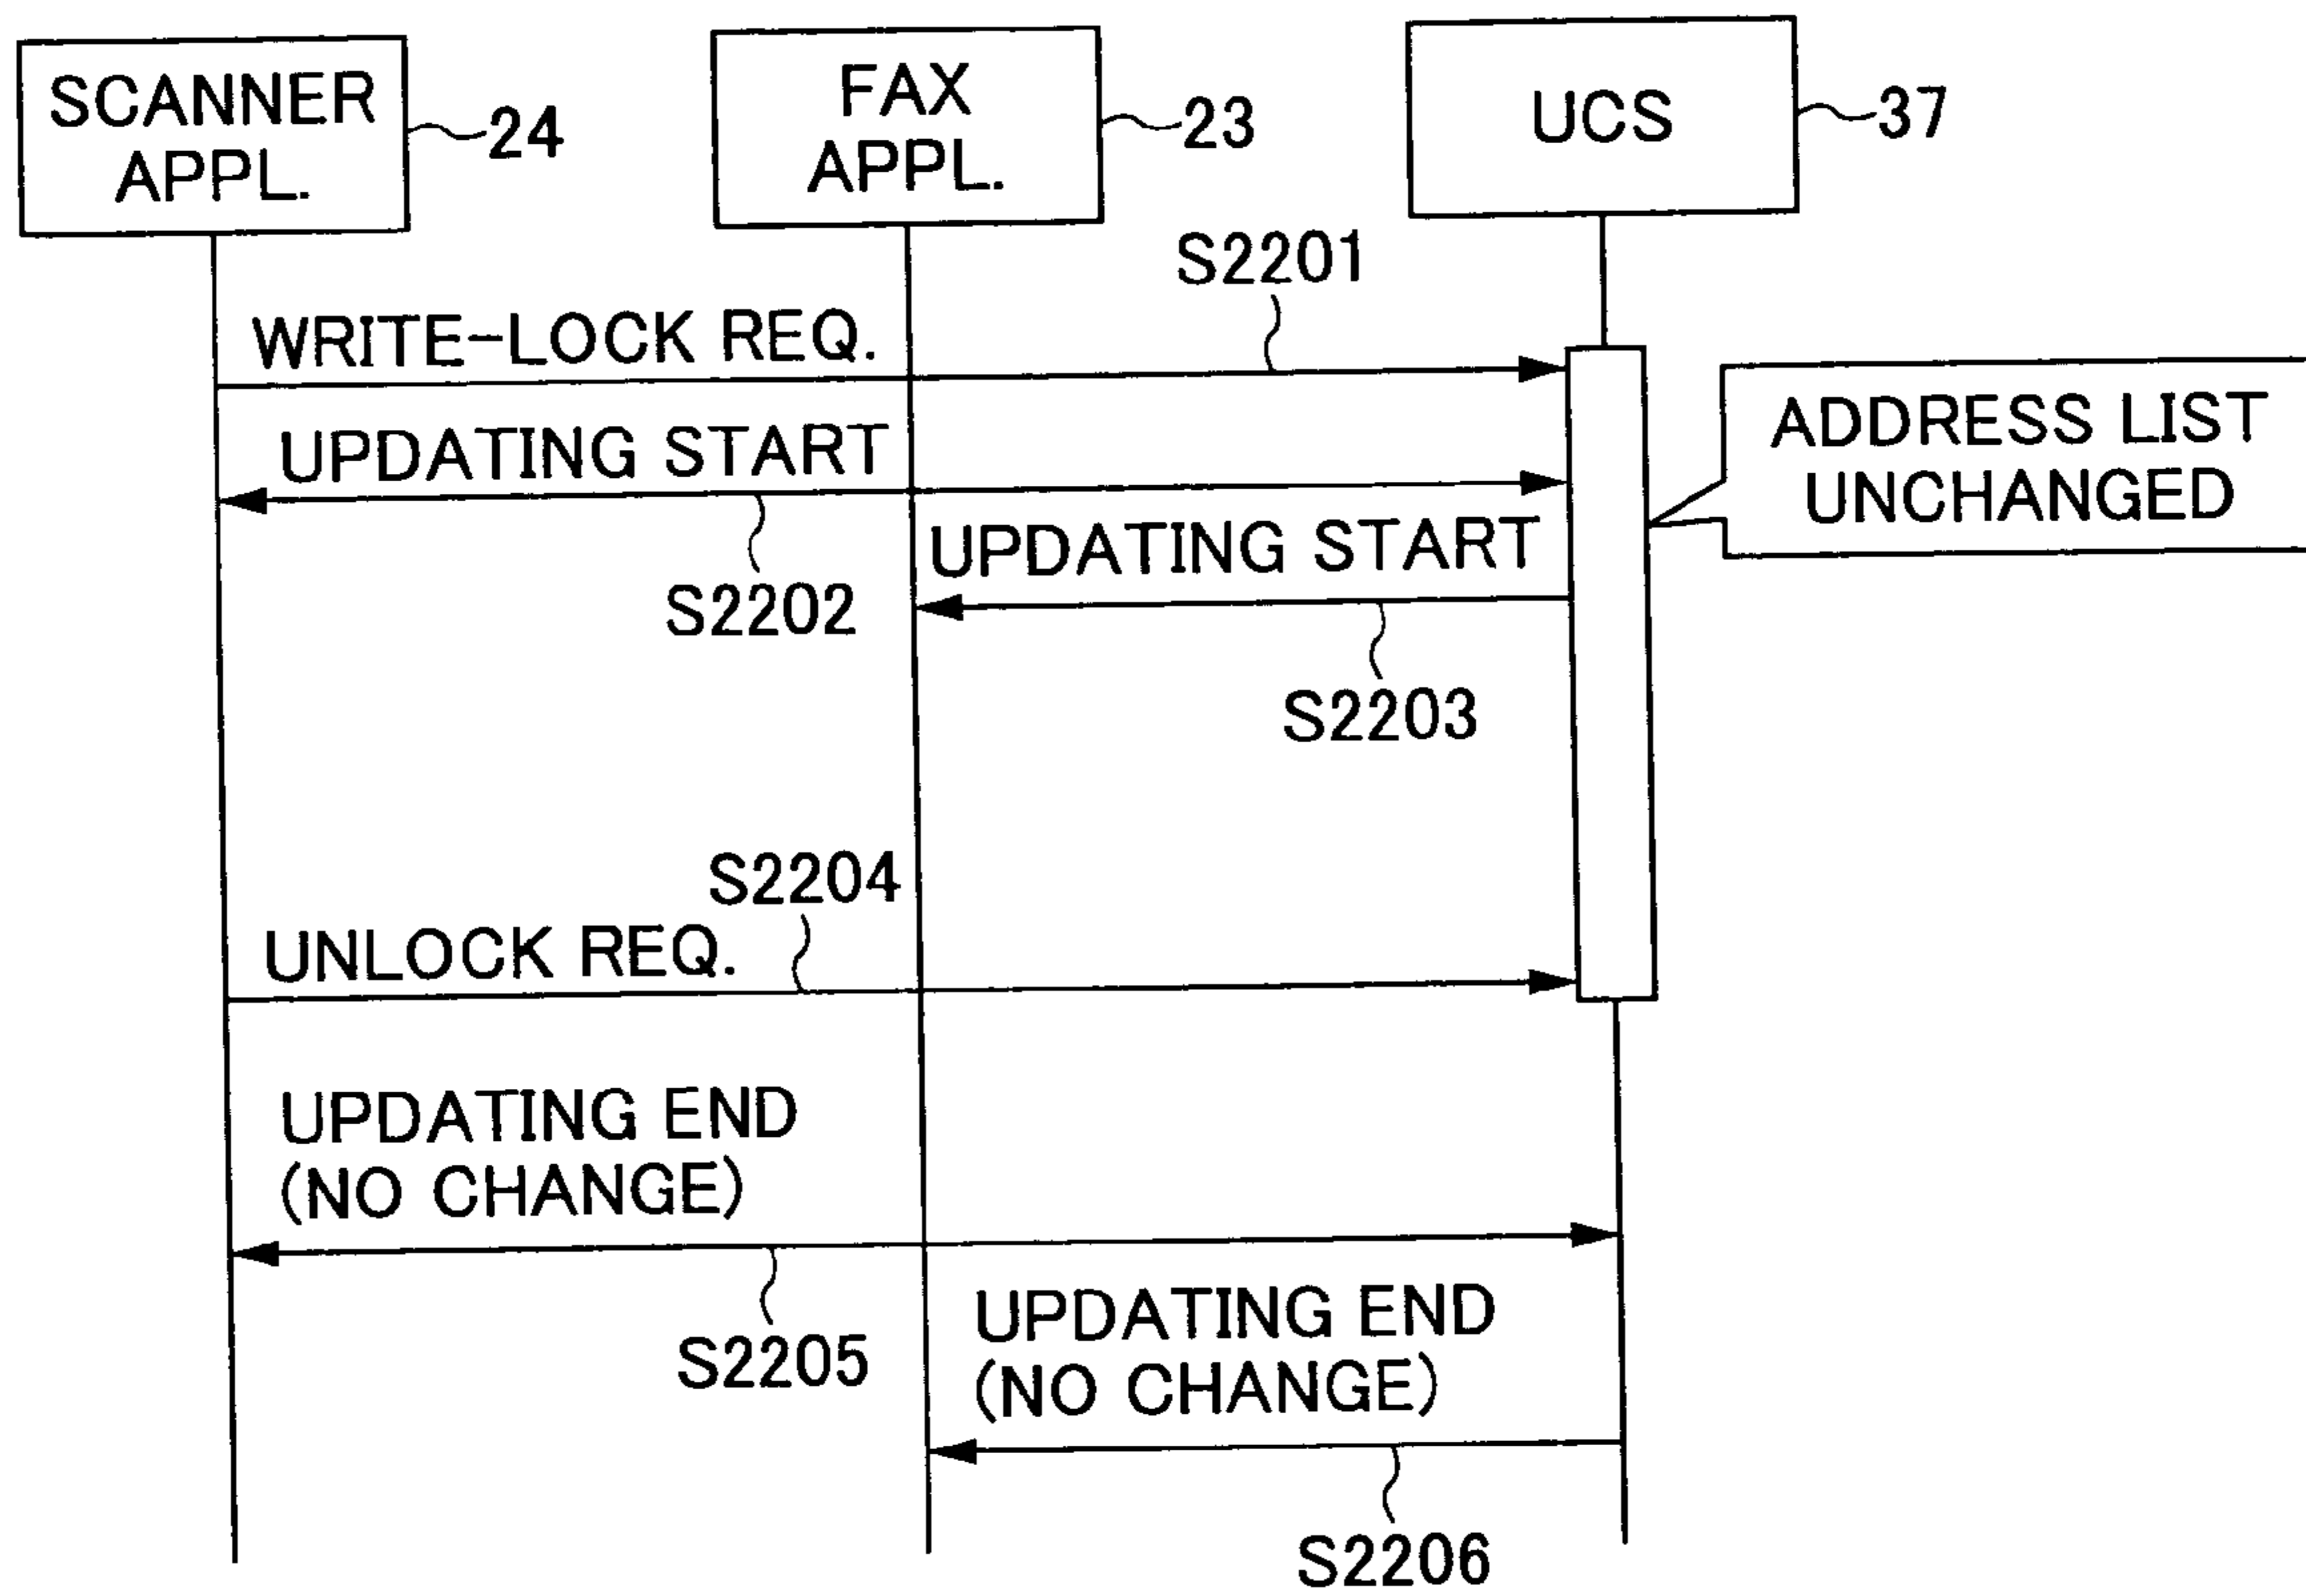 SCANNER
APPL.
24
FAX
APPL.
23
UCS
37
S2201
WRITE-LOCK REQ.
ADDRESS LIST
UNCHANGED
UPDATING START
S2202
UPDATING START
S2203
S2204
UNLOCK REQ.
UPDATING END
(NO CHANGE)
S2205
UPDATING END
(NO CHANGE)
S2206